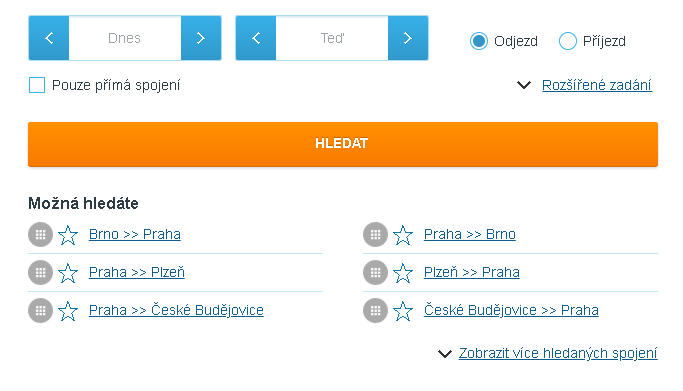 Dnes Teď Odjezd Příjezd
Pouze přímá spojení Rozšířené zadání
HLEDAT
Možná hledáte
Brno >> Praha Praha >> Brno
Praha >> Plzeň Plzeň >> Praha
Praha >> České Budějovice České Budějovice >> Praha
Zobrazit více hledaných spojení